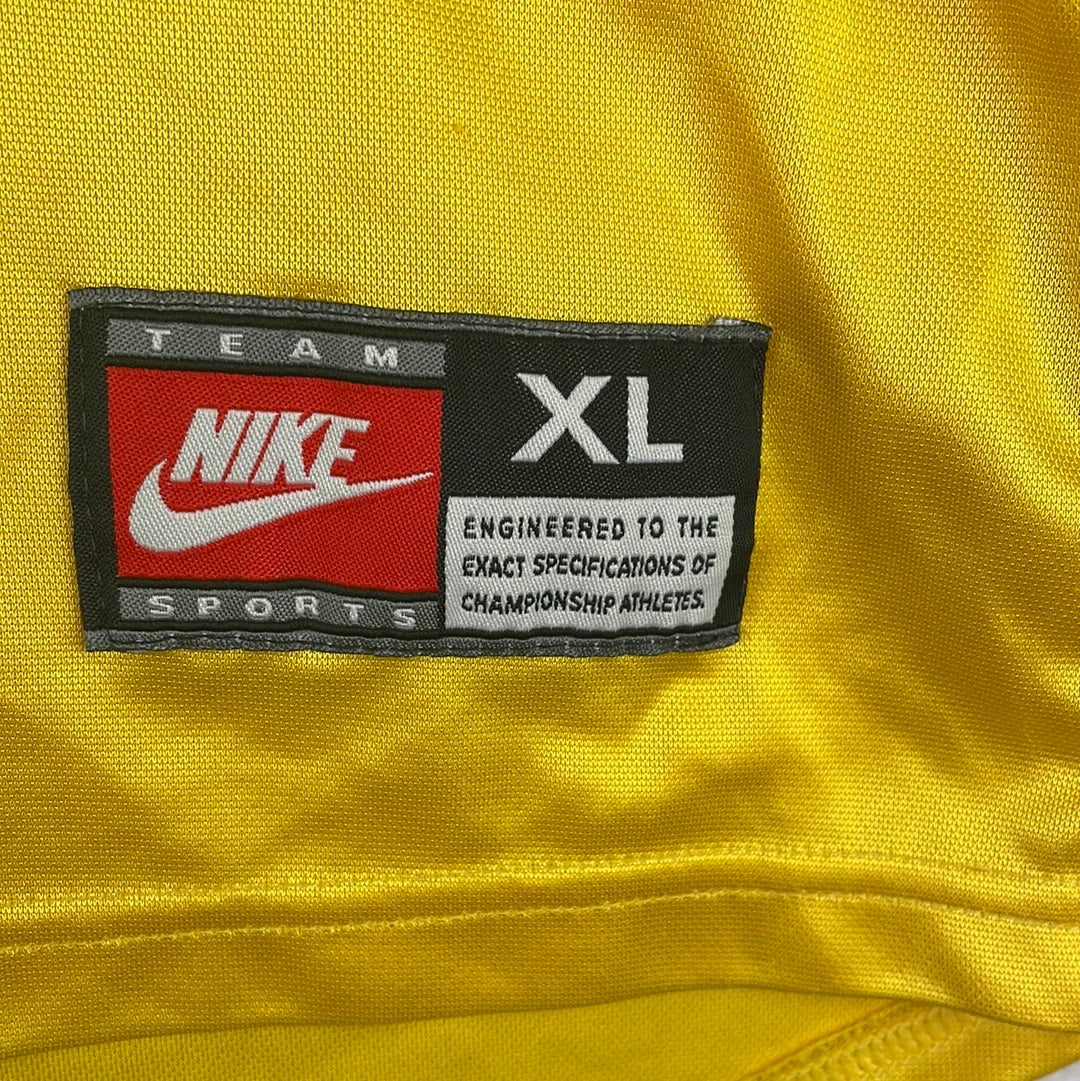 TEAM
NIKE
SPORTS
XL
ENGINEERED TO THE
EXACT SPECIFICATIONS OF
CHAMPIONSHIP ATHLETES.